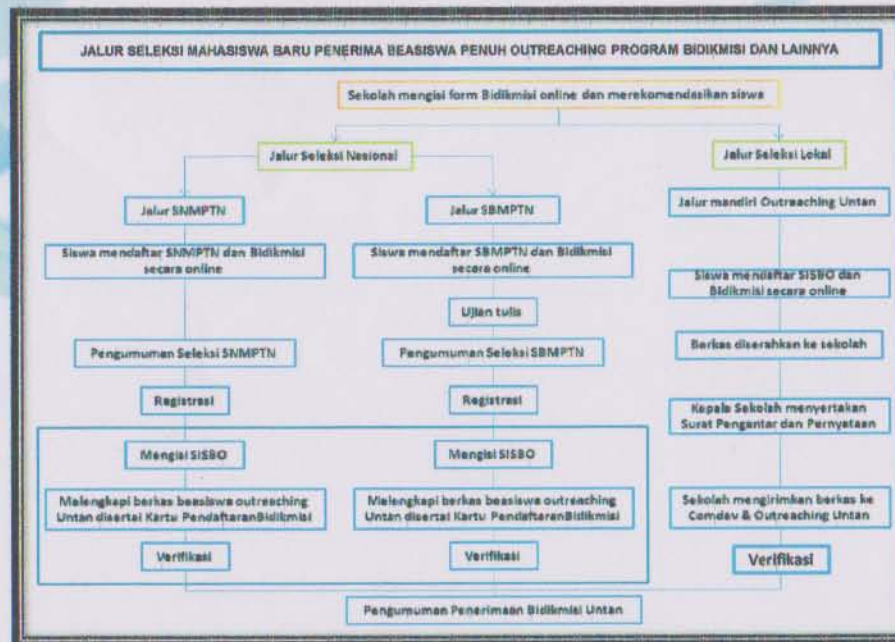 JALUR SELEKSI MAHASISWA BARU PENERIMA BEASISWA PENUH OUTREACHING PROGRAM BIDIKMISI DAN LAINNYA
Sekolah mengisi form Bidikmisi online dan merekomendasikan siswa
Jalur Seleksi Nasional
Jalur SNMPTN
Siswa mendaftar SNMPTN dan Bidikmisi
secara online
Pengumuman Seleksi SNMPTN
Registrasi
Mengisi SISBO
Melengkapi berkas beasiswa outreaching
Untan disertai Kartu PendaftaranBidikmisi
Verifikasi
Jalur SBMPTN
Siswa mendaftar SBMPTN dan Bidikmisi
secara online
Ujian tulis
Pengumuman Seleksi SBMPTN
Registrasi
Mengisi SISBO
Melengkapi berkas beasiswa outreaching
Untan disertai Kartu PendaftaranBidikmisi
Verifikasi
Jalur Seleksi Lokal
Jalur mandiri Outreaching Untan
Siswa mendaftar SISBO dan
Bidikmisi secara online
Berkas diserahkan ke sekolah
Kepala Sekolah menyertakan
Surat Pengantar dan Pernyataan
Sekolah mengirimkan berkas ke
Comdev & Outreaching Untan
Verifikasi
Pengumuman Penerimaan Bidikmisi Untan